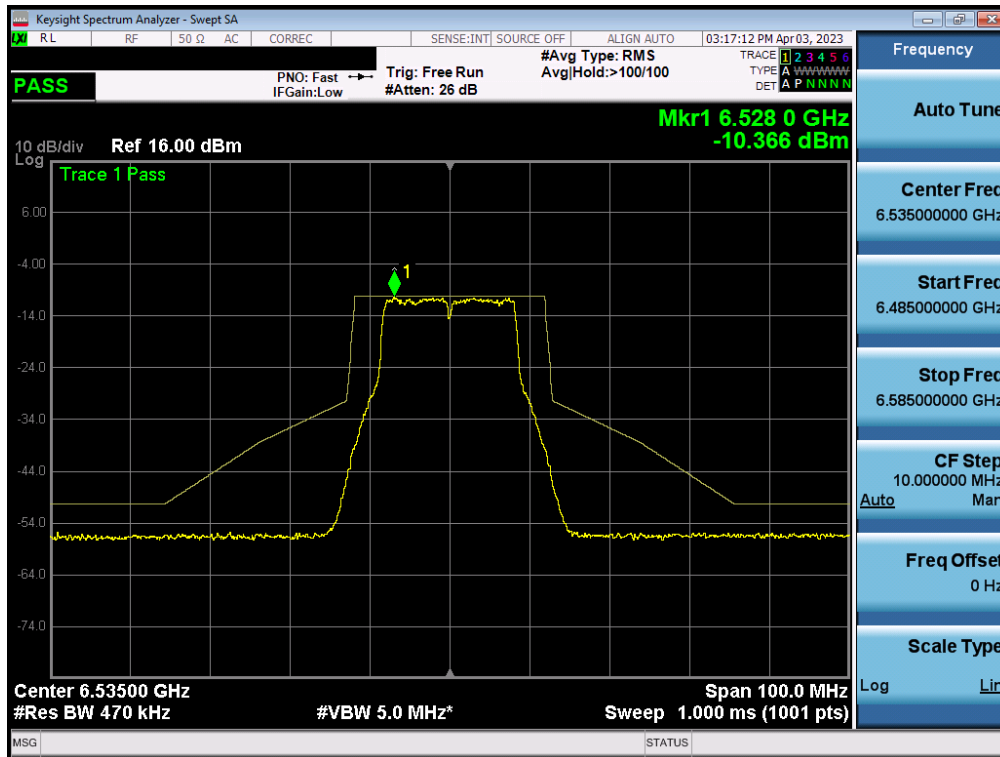 Keysight Spectrum Analyzer - Swept SA
LXI RL RF 50 Ω AC CORREC SENSE:INT SOURCE OFF ALIGN AUTO 03:17:12 PM Apr 03, 2023
PASS
PNO: Fast
IFGain:Low
Trig: Free Run
#Atten: 26 dB
#Avg Type: RMS
Avg|Hold:>100/100
TRACE 1 2 3 4 5 6
TYPE A WWWWW
DET A P N N N N
Mkr1 6.528 0 GHz
-10.366 dBm
10 dB/div Ref 16.00 dBm
Log
Trace 1 Pass
6.00
-4.00
1
-14.0
-24.0
-34.0
-44.0
-54.0
-64.0
-74.0
Center 6.53500 GHz Span 100.0 MHz
#Res BW 470 kHz #VBW 5.0 MHz* Sweep 1.000 ms (1001 pts)
MSG STATUS
Frequency
Auto Tune
Center Freq
6.535000000 GHz
Start Freq
6.485000000 GHz
Stop Freq
6.585000000 GHz
CF Step
10.000000 MHz
Auto Man
Freq Offset
0 Hz
Scale Type
Log Lin